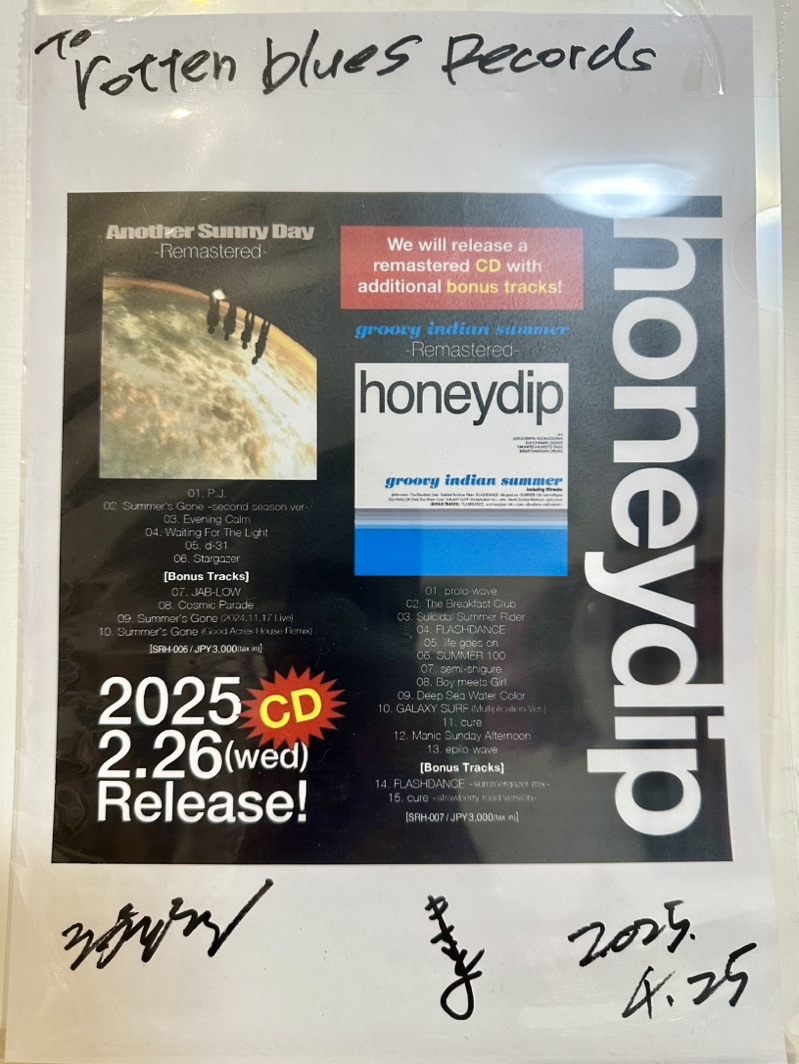 To rotten blues Records
Another Sunny Day
-Remastered-
01. P.J.
02. Summer's Gone -second season ver-
03. Evening Calm
04. Waiting For The Light
05. d-31
06. Stargazer
[Bonus Tracks]
07. JAB-LOW
08. Cosmic Parade
09. Summer's Gone (2024.11.17 Live)
10. Summer's Gone (Good Acres House Remix)
[SRH-006 / JPY3,000(tax in)]
2025
CD
2.26(wed)
Release!
We will release a
remastered CD with
additional bonus tracks!
groovy indian summer
-Remastered-
honeydip
groovy indian summer
01. prolo-wave
02. The Breakfast Club
03. Suicidal Summer Rider
04. FLASHDANCE
05. life goes on
06. SUMMER 100
07. semi-shigure
08. Boy meets Girl
09. Deep Sea Water Color
10. GALAXY SURF (Multiplication Ver.)
11. cure
12. Manic Sunday Afternoon
13. epilo-wave
[Bonus Tracks]
14. FLASHDANCE -summergazer mix-
15. cure -strawberry road version-
[SRH-007 / JPY3,000(tax in)]
honeydip
2025.
4.25